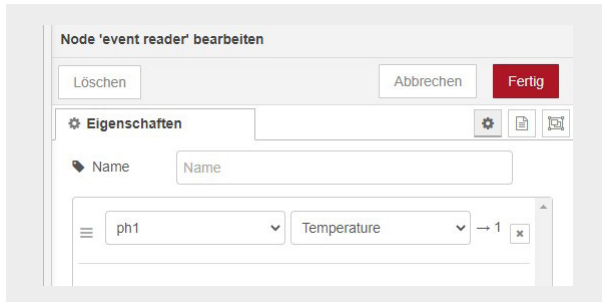 Node 'event reader' bearbeiten
Löschen Abbrechen Fertig
Eigenschaften
Name Name
ph1 Temperature → 1